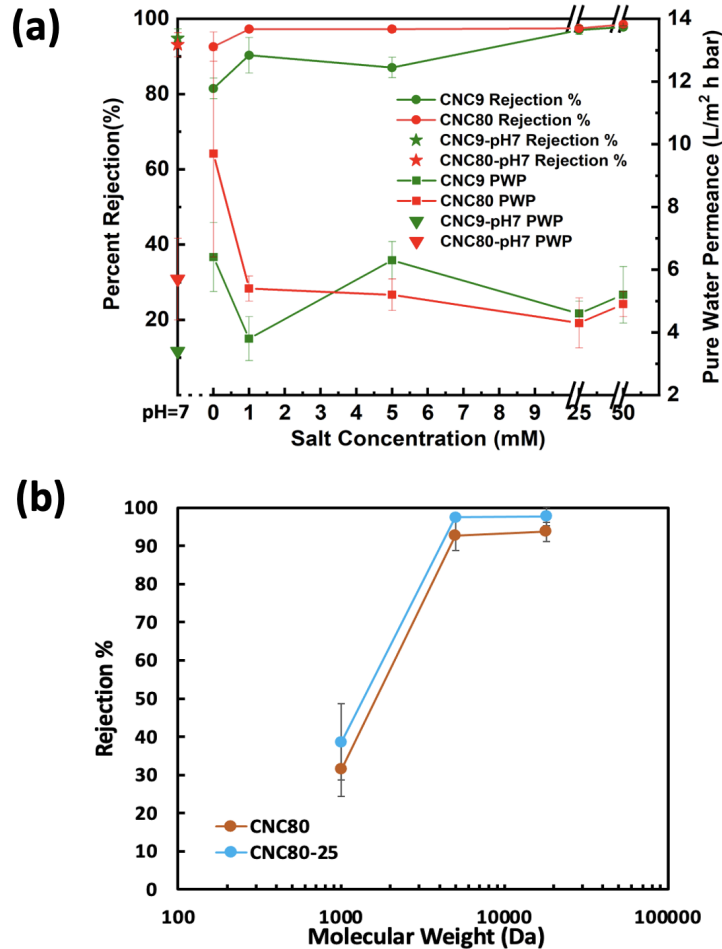 (a)
100
80
60
40
20
Percent Rejection(%)
14
12
10
8
6
4
2
Pure Water Permeance (L/m² h bar)
CNC9 Rejection %
CNC80 Rejection %
CNC9-pH7 Rejection %
CNC80-pH7 Rejection %
CNC9 PWP
CNC80 PWP
CNC9-pH7 PWP
CNC80-pH7 PWP
pH=7 0 1 2 3 4 5 6 7 8 9 25 50
Salt Concentration (mM)
(b)
100
90
80
70
60
50
40
30
20
10
0
Rejection %
CNC80
CNC80-25
100 1000 10000 100000
Molecular Weight (Da)